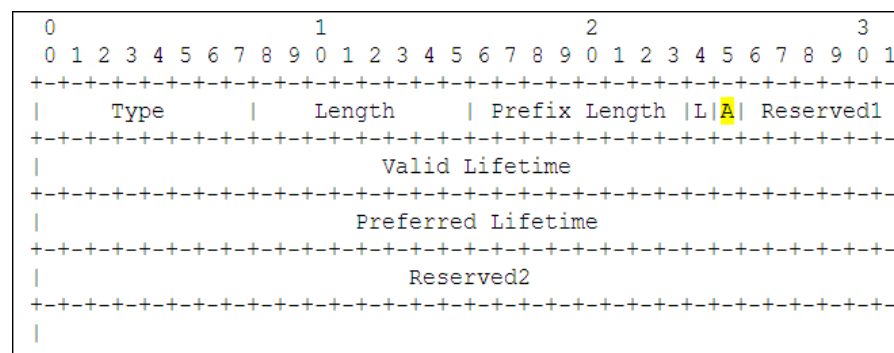 0                   1                   2                   3
0 1 2 3 4 5 6 7 8 9 0 1 2 3 4 5 6 7 8 9 0 1 2 3 4 5 6 7 8 9 0 1
+-+-+-+-+-+-+-+-+-+-+-+-+-+-+-+-+-+-+-+-+-+-+-+-+-+-+-+-+-+-+-+-
|     Type      |    Length     | Prefix Length |L|A| Reserved1
+-+-+-+-+-+-+-+-+-+-+-+-+-+-+-+-+-+-+-+-+-+-+-+-+-+-+-+-+-+-+-+-
|                         Valid Lifetime
+-+-+-+-+-+-+-+-+-+-+-+-+-+-+-+-+-+-+-+-+-+-+-+-+-+-+-+-+-+-+-+-
|                       Preferred Lifetime
+-+-+-+-+-+-+-+-+-+-+-+-+-+-+-+-+-+-+-+-+-+-+-+-+-+-+-+-+-+-+-+-
|                           Reserved2
+-+-+-+-+-+-+-+-+-+-+-+-+-+-+-+-+-+-+-+-+-+-+-+-+-+-+-+-+-+-+-+-
|